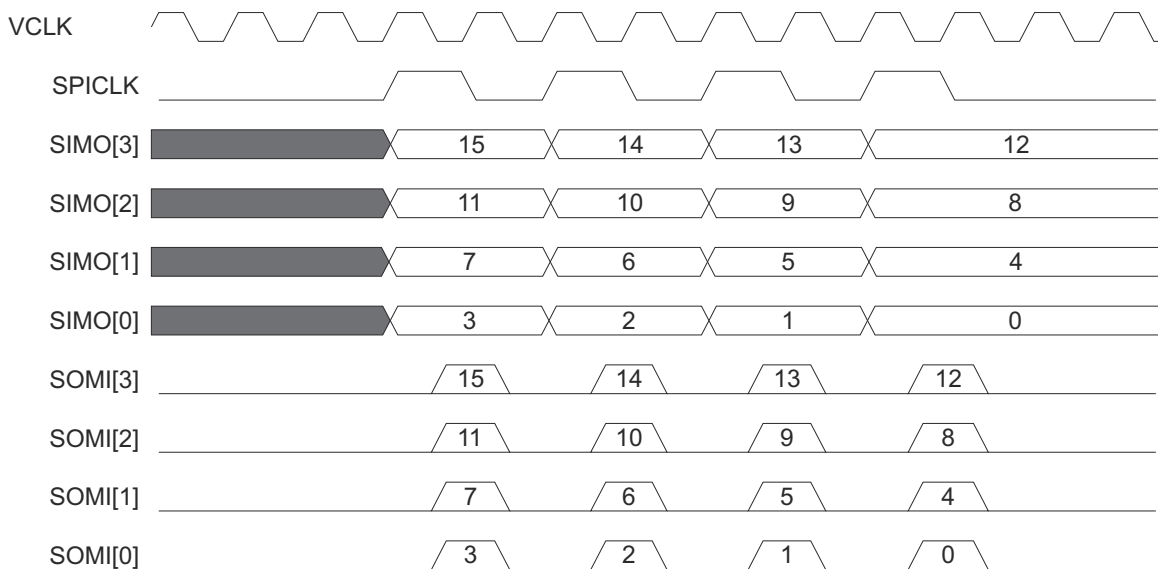 VCLK
SPICLK
SIMO[3] 15 14 13 12
SIMO[2] 11 10 9 8
SIMO[1] 7 6 5 4
SIMO[0] 3 2 1 0
SOMI[3] 15 14 13 12
SOMI[2] 11 10 9 8
SOMI[1] 7 6 5 4
SOMI[0] 3 2 1 0